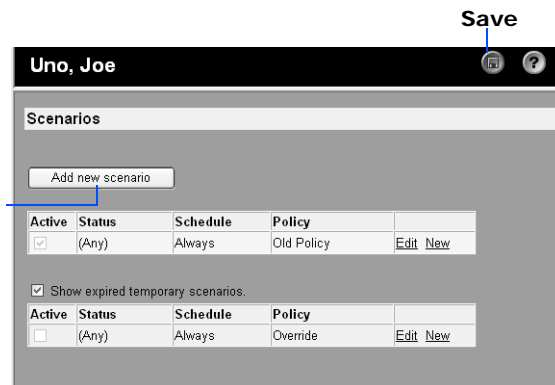 Save
Uno, Joe
?
Scenarios
Add new scenario
Active Status Schedule Policy
(Any) Always Old Policy Edit New
Show expired temporary scenarios.
Active Status Schedule Policy
(Any) Always Override Edit New